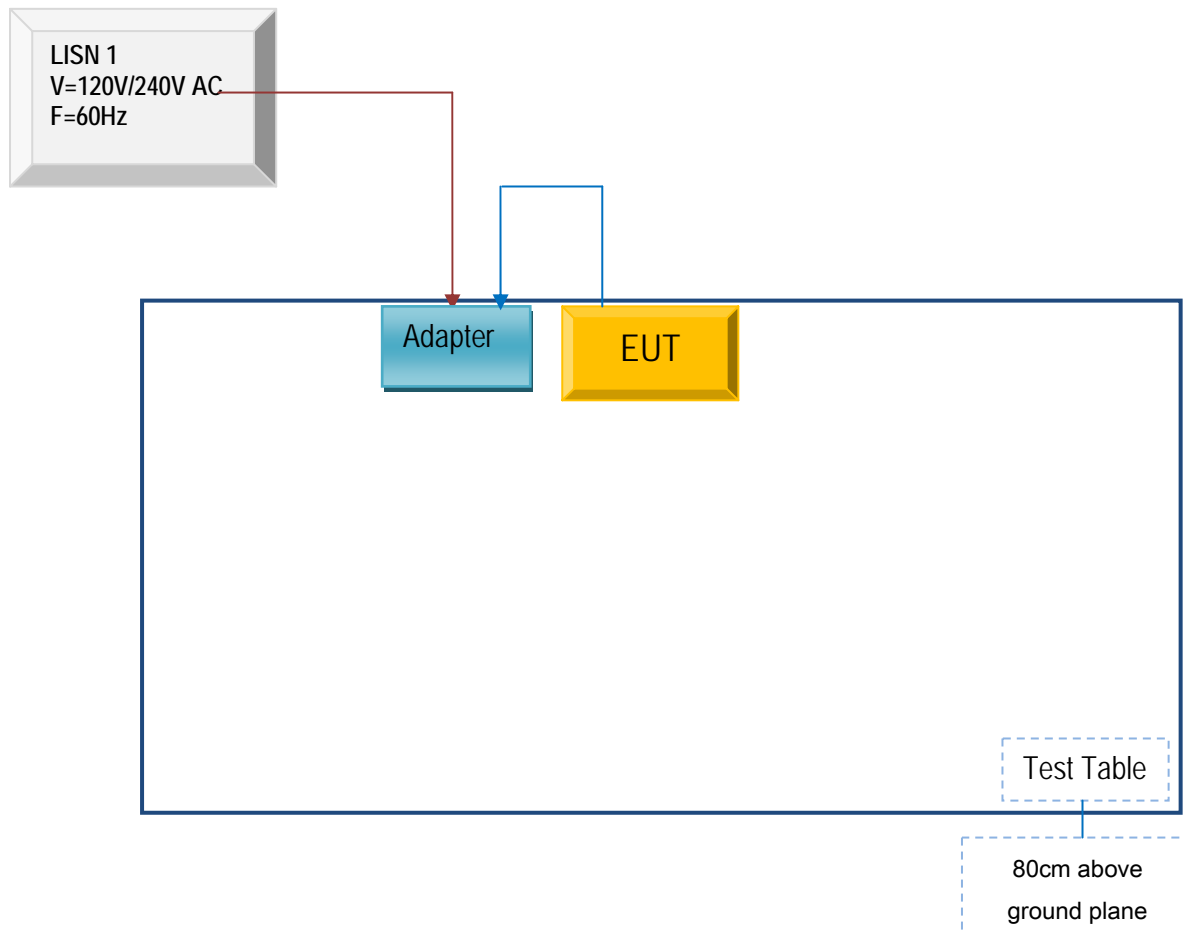 LISN 1
V=120V/240V AC
F=60Hz
Adapter
EUT
Test Table
80cm above
ground plane